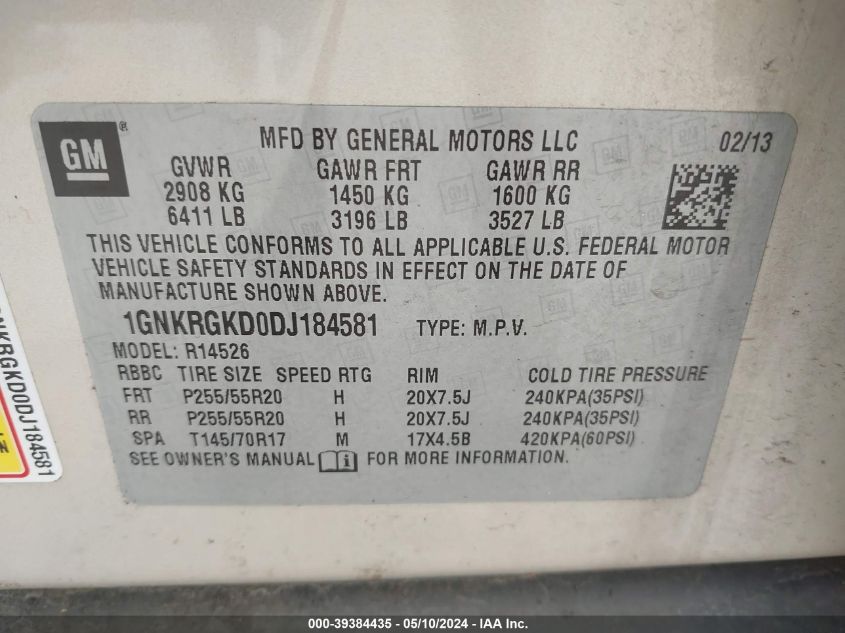 GM
®
MFD BY GENERAL MOTORS LLC 02/13
GVWR GAWR FRT GAWR RR
2908 KG 1450 KG 1600 KG
6411 LB 3196 LB 3527 LB
THIS VEHICLE CONFORMS TO ALL APPLICABLE U.S. FEDERAL MOTOR
VEHICLE SAFETY STANDARDS IN EFFECT ON THE DATE OF
MANUFACTURE SHOWN ABOVE.
1GNKRGKD0DJ184581 TYPE: M.P.V.
MODEL: R14526
RBBC TIRE SIZE SPEED RTG RIM COLD TIRE PRESSURE
FRT P255/55R20 H 20X7.5J 240KPA(35PSI)
RR P255/55R20 H 20X7.5J 240KPA(35PSI)
SPA T145/70R17 M 17X4.5B 420KPA(60PSI)
SEE OWNER'S MANUAL i FOR MORE INFORMATION.
NKRGKD0DJ184581
000-39384435 - 05/10/2024 - IAA Inc.